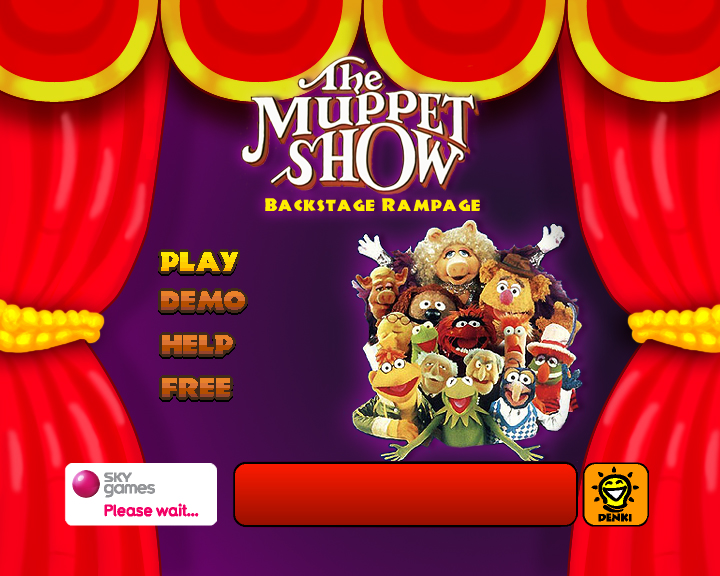 The
MUPPET
SHOW
BACKSTAGE RAMPAGE
PLAY
DEMO
HELP
FREE
sky
games
Please wait...
DENKI